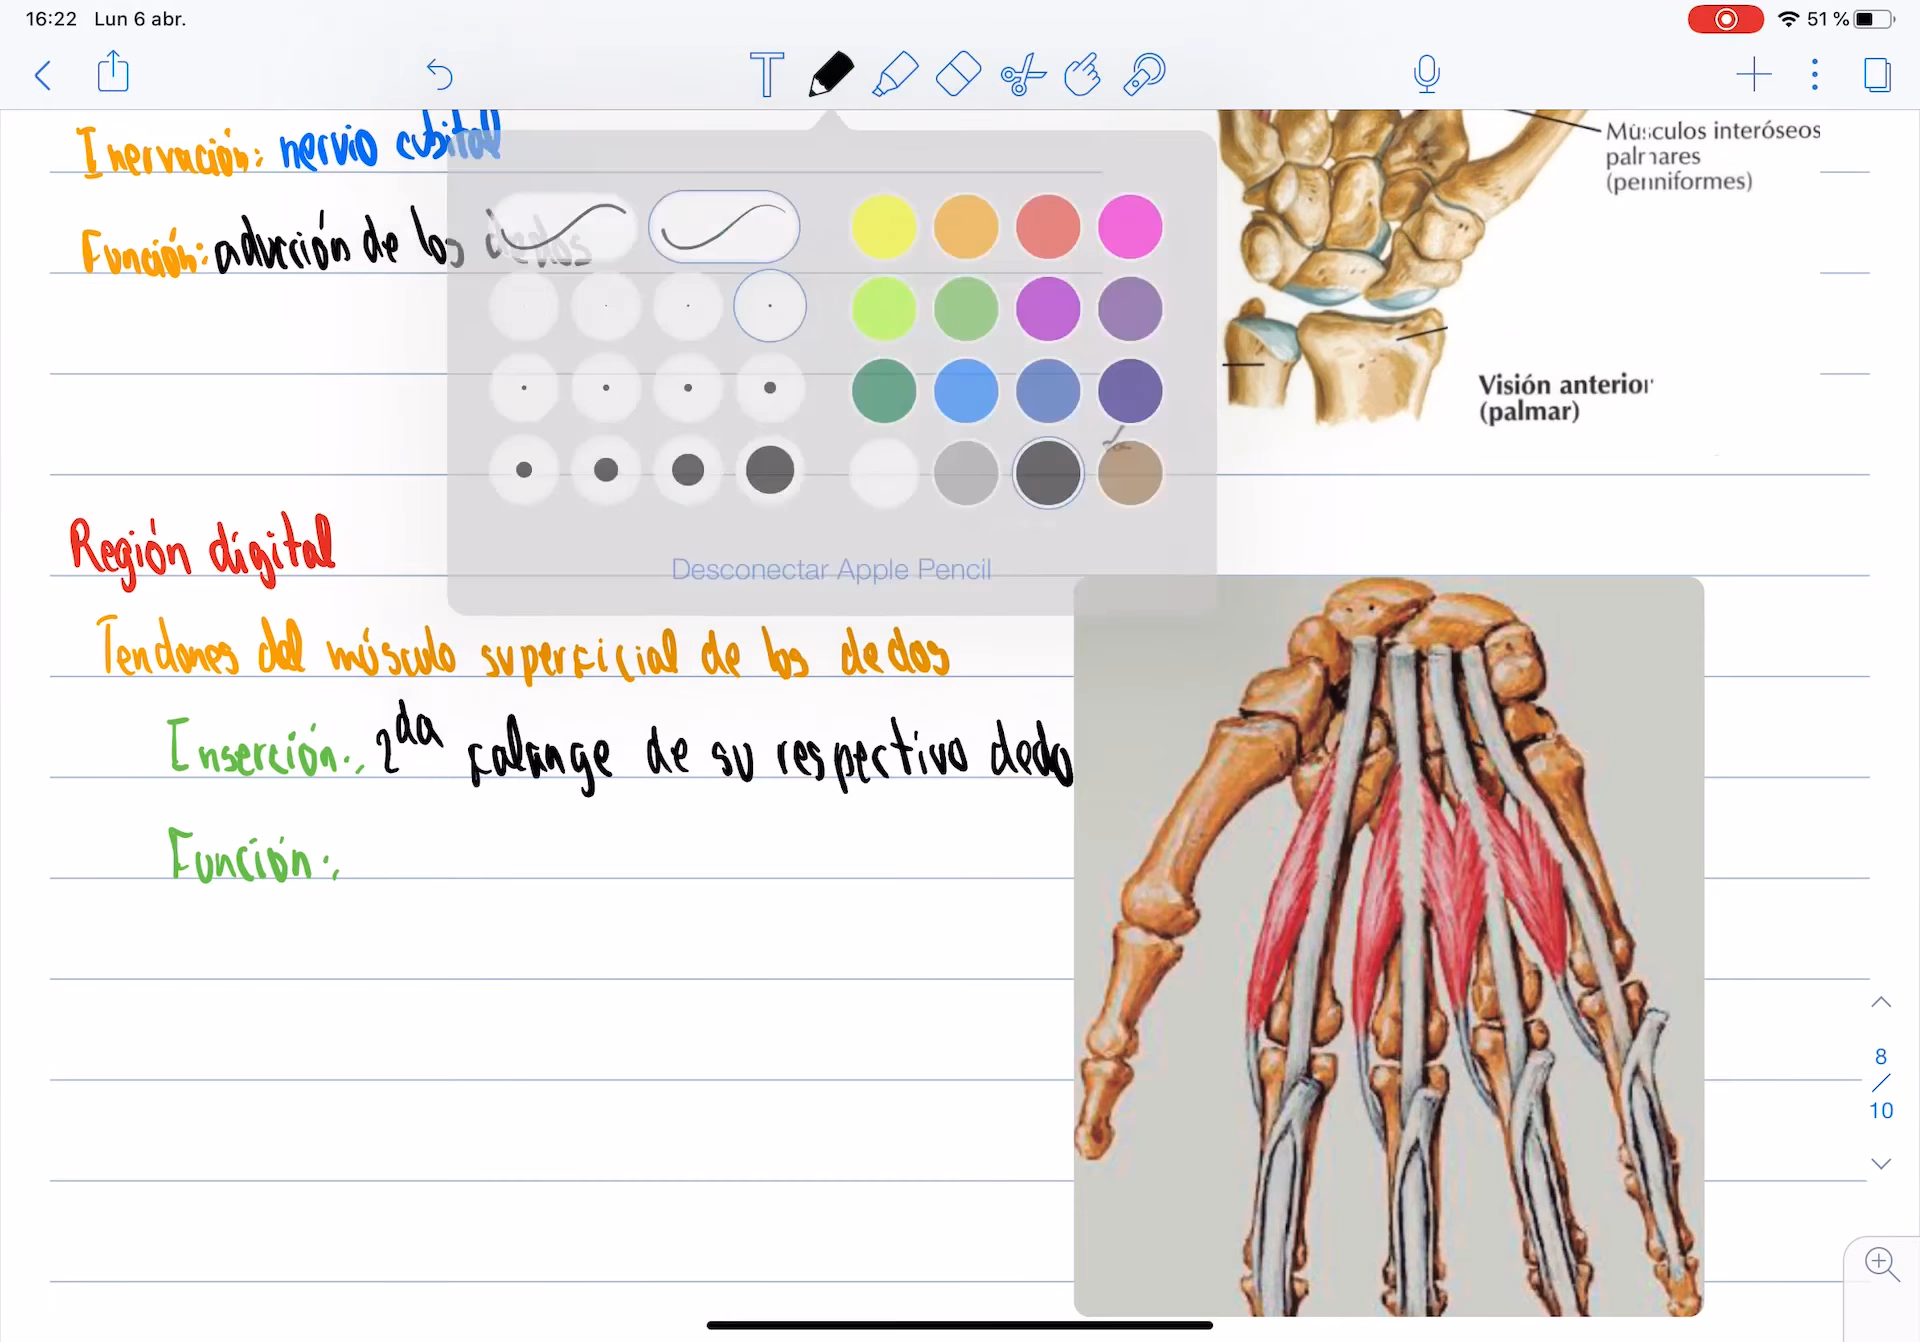 16:22 Lun 6 abr.
51 %
Inervación: nervio cubital
Función: aducción de los dedos
Músculos interóseos
palmares
(penniformes)
Visión anterior
(palmar)
Desconectar Apple Pencil
Región digital
Tendones del músculo superficial de los dedos
Inserción: 2da falange de su respectivo dedo
Función:
8
/
10